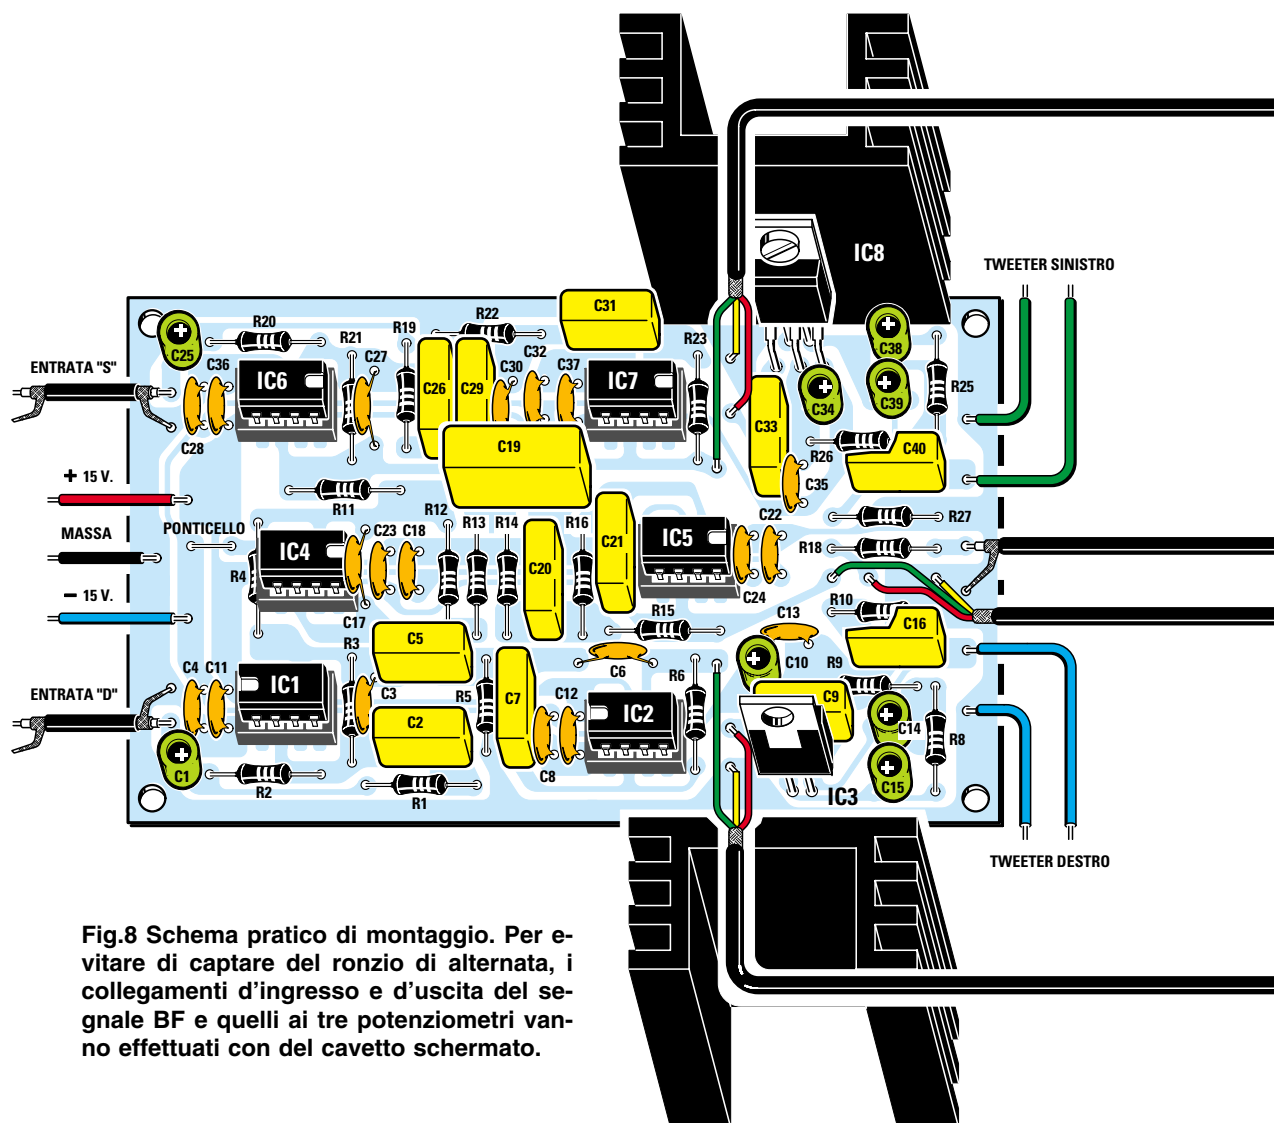 IC8
TWEETER SINISTRO
C31
R20
R22
R19
R21
C38
C25
C27
C32
R23
ENTRATA "S"
C36
IC6
C30
C37
IC7
R25
C26
C29
C34
C39
C33
C28
C19
R24
R26
C40
+ 15 V.
C35
R11
R12
R13
R14
R16
C22
R27
MASSA
PONTICELLO
C23
C18
IC4
C21
IC5
R18
R4
C20
C24
– 15 V.
C17
R15
C13
R10
C16
R3
C5
C6
C10
R9
C4
C11
R5
C7
R6
ENTRATA "D"
IC1
C3
C12
IC2
C9
C2
C14
R8
C1
R2
R1
C8
C15
IC3
TWEETER DESTRO
Fig.8 Schema pratico di montaggio. Per e-
vitare di captare del ronzio di alternata, i
collegamenti d'ingresso e d'uscita del se-
gnale BF e quelli ai tre potenziometri van-
no effettuati con del cavetto schermato.